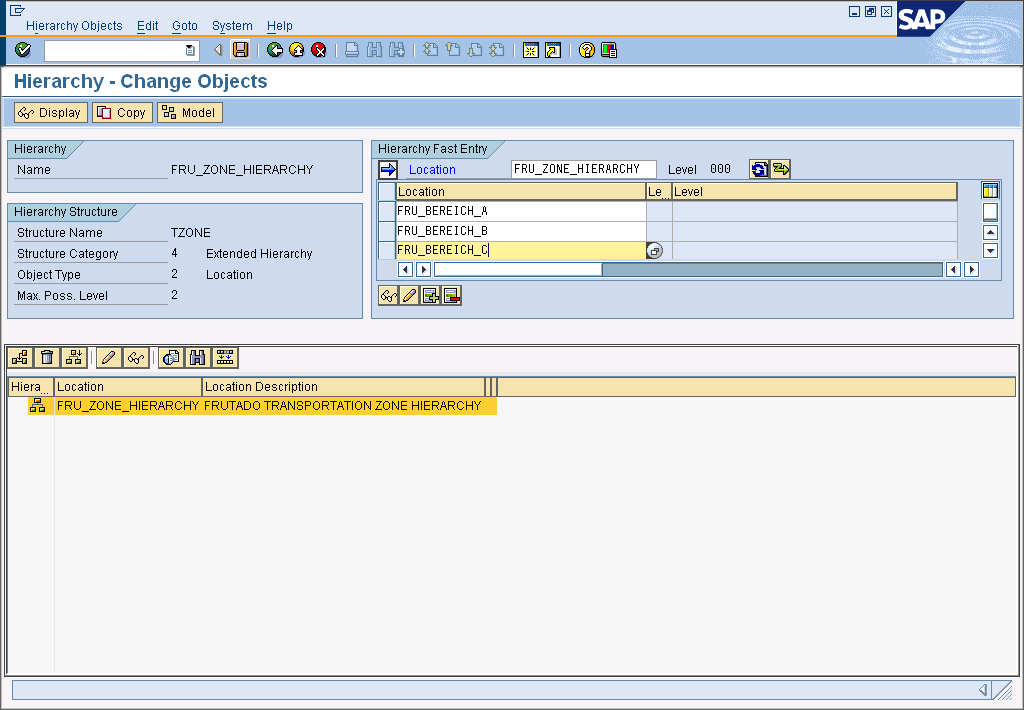 Hierarchy Objects Edit Goto System Help
SAP
Hierarchy - Change Objects
Display Copy Model
Hierarchy
Name FRU_ZONE_HIERARCHY
Hierarchy Structure
Structure Name TZONE
Structure Category 4 Extended Hierarchy
Object Type 2 Location
Max. Poss. Level 2
Hierarchy Fast Entry
Location FRU_ZONE_HIERARCHY Level 000
Location Le... Level
FRU_BEREICH_A
FRU_BEREICH_B
FRU_BEREICH_C
Hiera... Location Location Description
FRU_ZONE_HIERARCHY FRUTADO TRANSPORTATION ZONE HIERARCHY